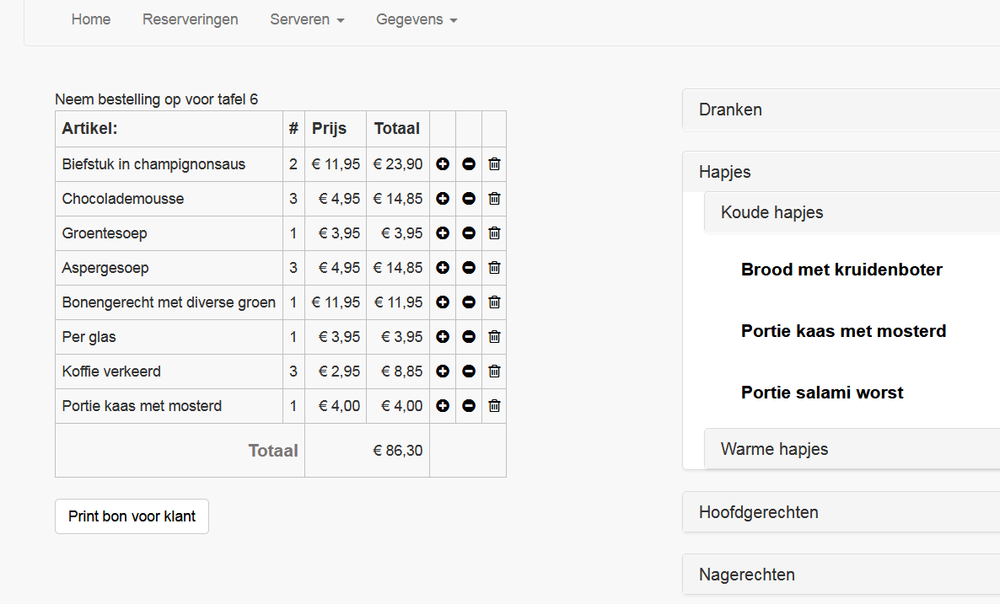 Home Reserveringen Serveren Gegevens
Neem bestelling op voor tafel 6
Artikel: # Prijs Totaal
Biefstuk in champignonsaus 2 € 11,95 € 23,90
Chocolademousse 3 € 4,95 € 14,85
Groentesoep 1 € 3,95 € 3,95
Aspergesoep 3 € 4,95 € 14,85
Bonengerecht met diverse groen 1 € 11,95 € 11,95
Per glas 1 € 3,95 € 3,95
Koffie verkeerd 3 € 2,95 € 8,85
Portie kaas met mosterd 1 € 4,00 € 4,00
Totaal € 86,30
Print bon voor klant
Dranken
Hapjes
Koude hapjes
Brood met kruidenboter
Portie kaas met mosterd
Portie salami worst
Warme hapjes
Hoofdgerechten
Nagerechten